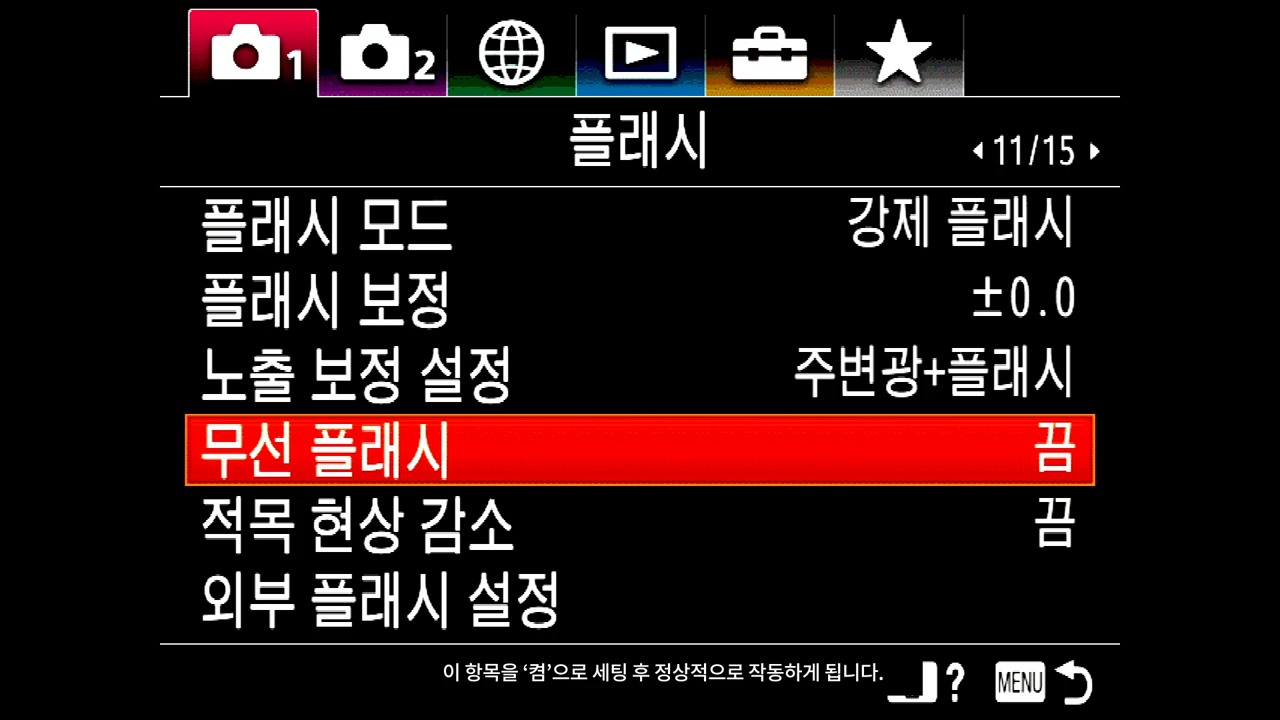 1 2
플래시
11/15
플래시 모드 강제 플래시
플래시 보정 ±0.0
노출 보정 설정 주변광+플래시
무선 플래시 끔
적목 현상 감소 끔
외부 플래시 설정
이 항목을 ‘켬’으로 세팅 후 정상적으로 작동하게 됩니다.
? MENU